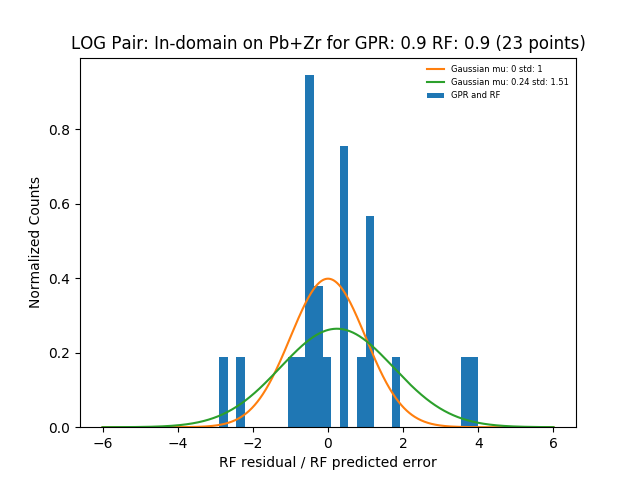 LOG Pair: In-domain on Pb+Zr for GPR: 0.9 RF: 0.9 (23 points)
Gaussian mu: 0 std: 1
Gaussian mu: 0.24 std: 1.51
GPR and RF
Normalized Counts
0.8
0.6
0.4
0.2
0.0
−6 −4 −2 0 2 4 6
RF residual / RF predicted error